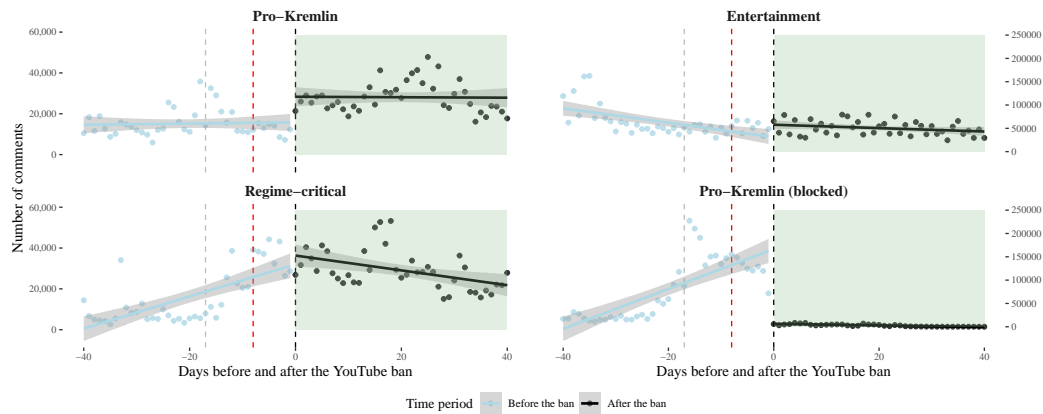 Pro−Kremlin
Entertainment
60,000
40,000
20,000
0
250000
200000
150000
100000
50000
0
Number of comments
Regime−critical
Pro−Kremlin (blocked)
60,000
40,000
20,000
0
250000
200000
150000
100000
50000
0
−40 −20 0 20 40
−40 −20 0 20 40
Days before and after the YouTube ban
Days before and after the YouTube ban
Time period Before the ban After the ban